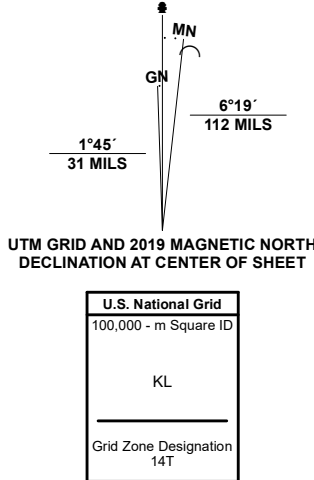 MN
GN
6°19´
112 MILS
1°45´
31 MILS
UTM GRID AND 2019 MAGNETIC NORTH
DECLINATION AT CENTER OF SHEET
U.S. National Grid
100,000 - m Square ID
KL
Grid Zone Designation
14T